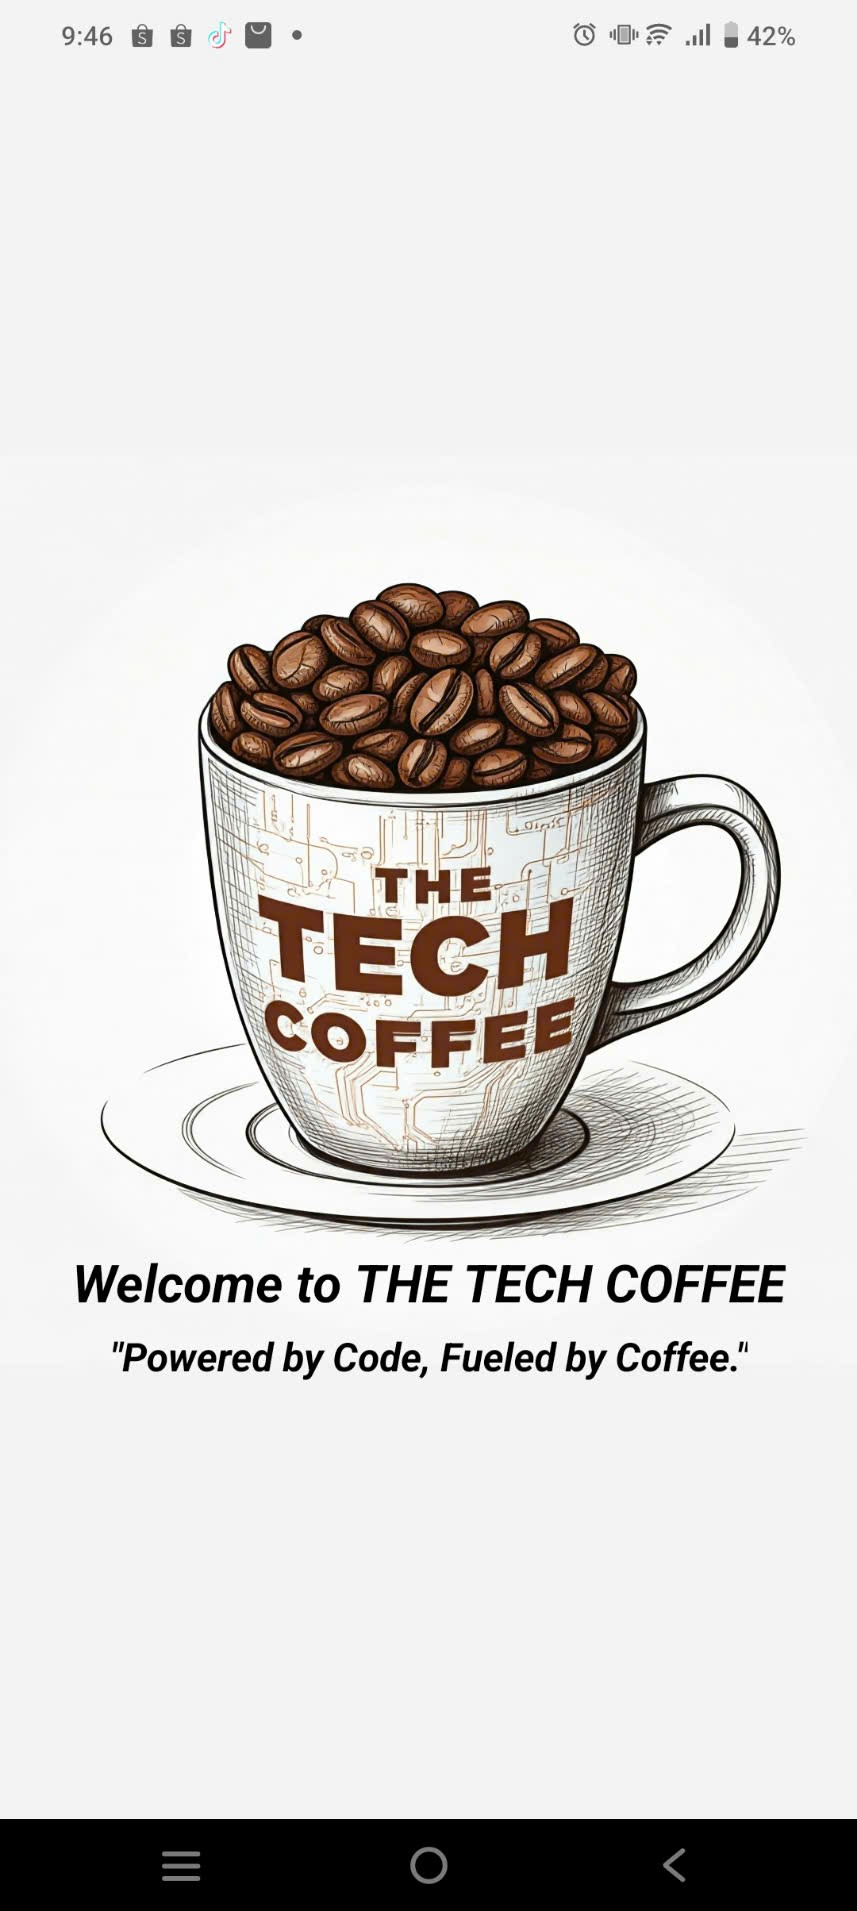 9:46
42%
THE
TECH
COFFEE
Welcome to THE TECH COFFEE
"Powered by Code, Fueled by Coffee."